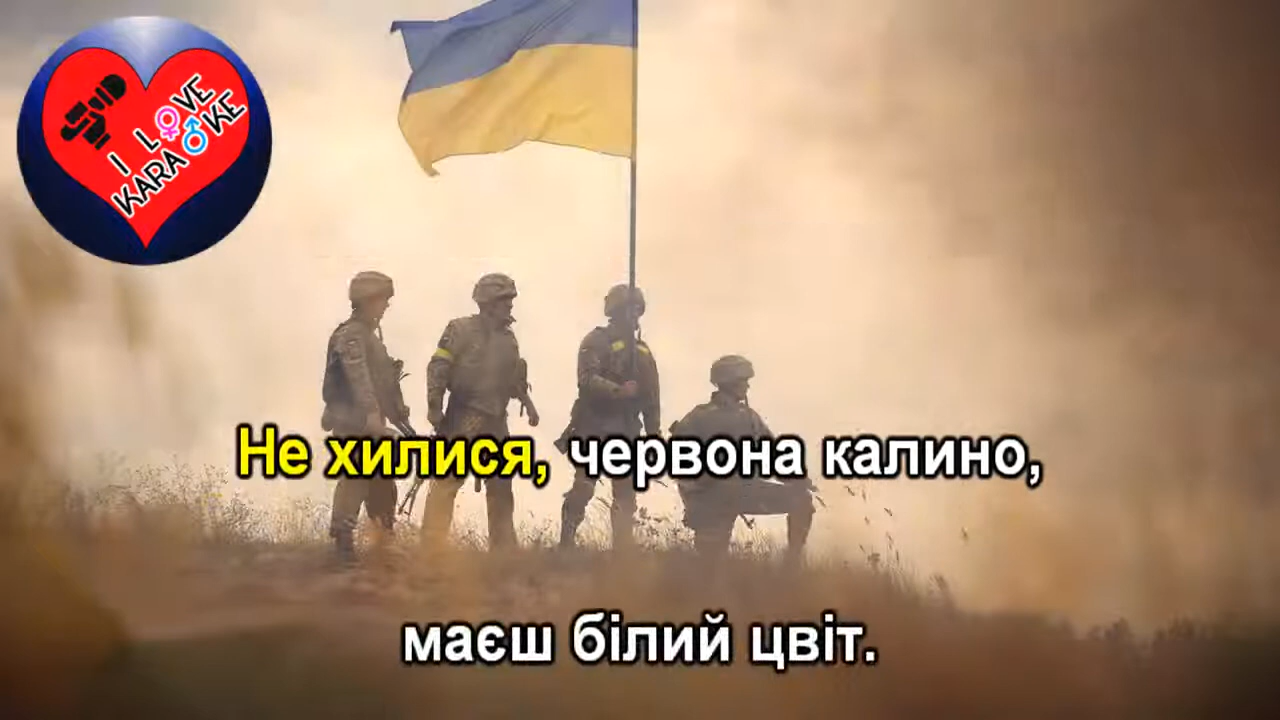 I LOVE
KARAOKE
Не хилися, червона калино,
маєш білий цвіт.